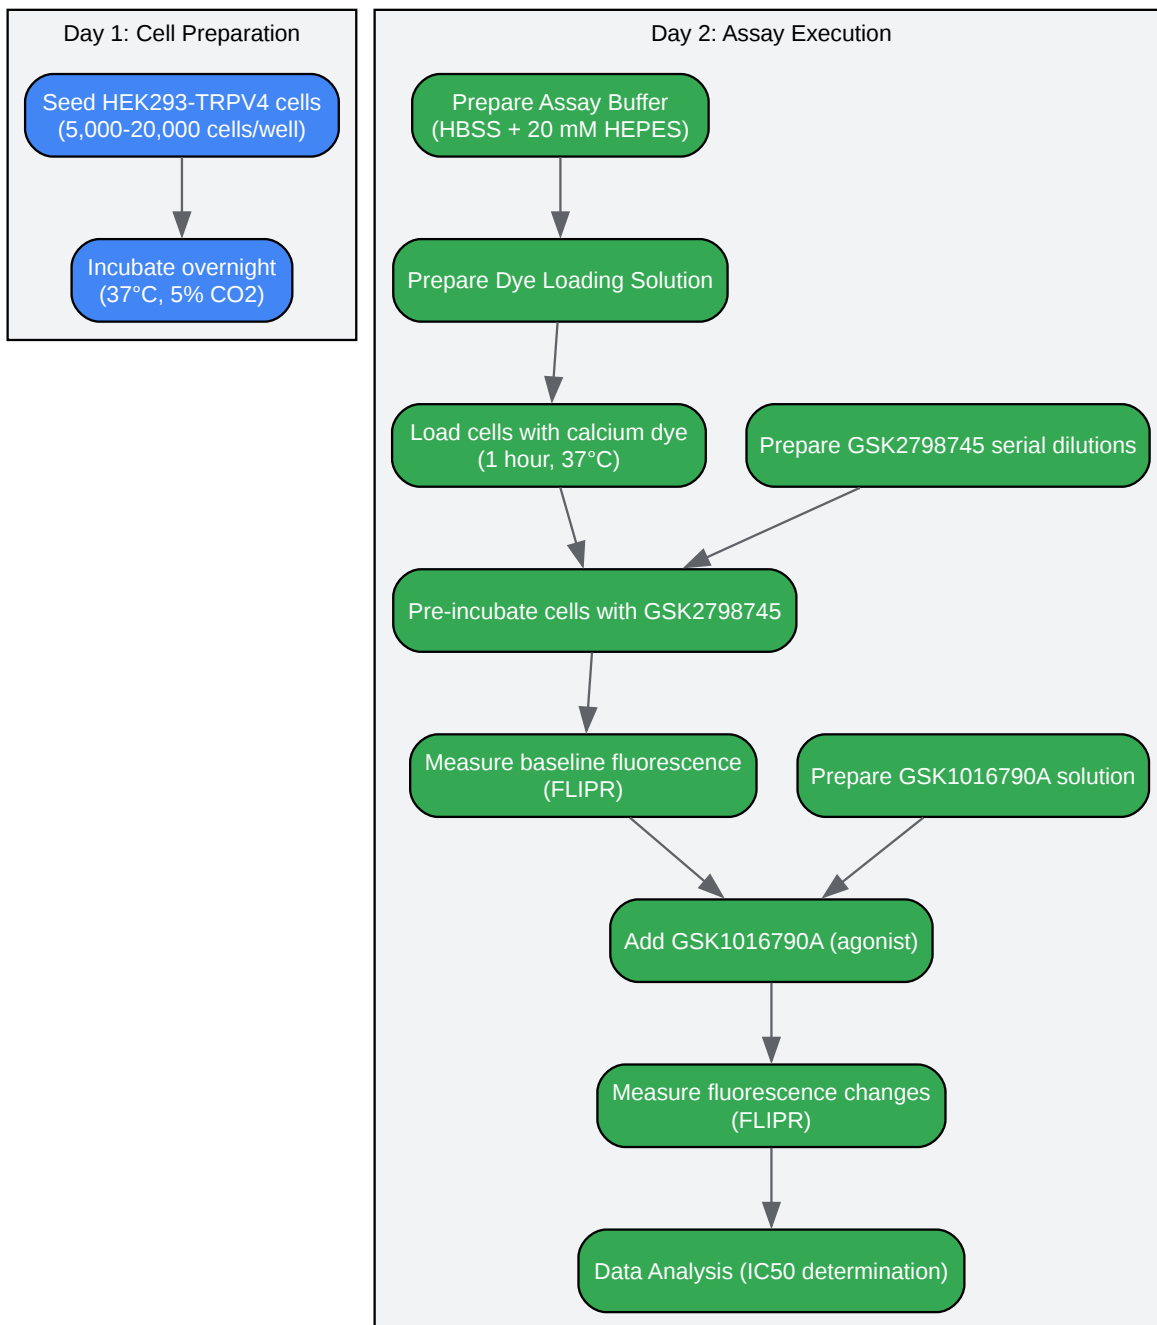 Day 1: Cell Preparation
Seed HEK293-TRPV4 cells
(5,000-20,000 cells/well)
Incubate overnight
(37°C, 5% CO2)
Day 2: Assay Execution
Prepare Assay Buffer
(HBSS + 20 mM HEPES)
Prepare Dye Loading Solution
Load cells with calcium dye
(1 hour, 37°C)
Prepare GSK2798745 serial dilutions
Pre-incubate cells with GSK2798745
Measure baseline fluorescence
(FLIPR)
Prepare GSK1016790A solution
Add GSK1016790A (agonist)
Measure fluorescence changes
(FLIPR)
Data Analysis (IC50 determination)